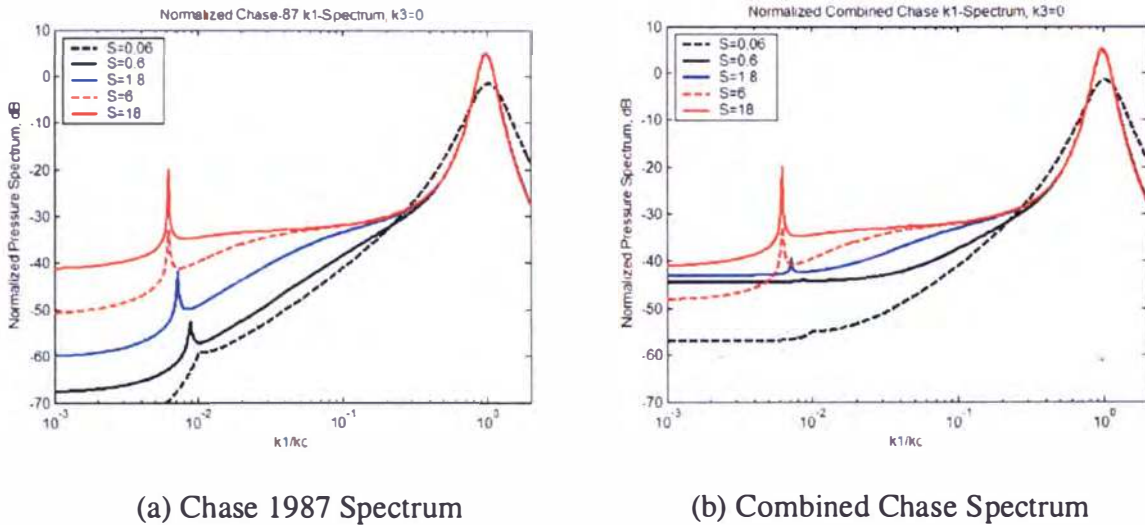 Normalized Chase-87 k1-Spectrum, k3=0
Normalized Pressure Spectrum, dB
10
0
-10
-20
-30
-40
-50
-60
-70
S=0.06
S=0.6
S=1.8
S=6
S=18
10^-3
10^-2
10^-1
10^0
k1/kc
(a) Chase 1987 Spectrum
Normalized Combined Chase k1-Spectrum, k3=0
Normalized Pressure Spectrum, dB
10
0
-10
-20
-30
-40
-50
-60
-70
S=0.06
S=0.6
S=1.8
S=6
S=18
10^-3
10^-2
10^-1
10^0
k1/kc
(b) Combined Chase Spectrum